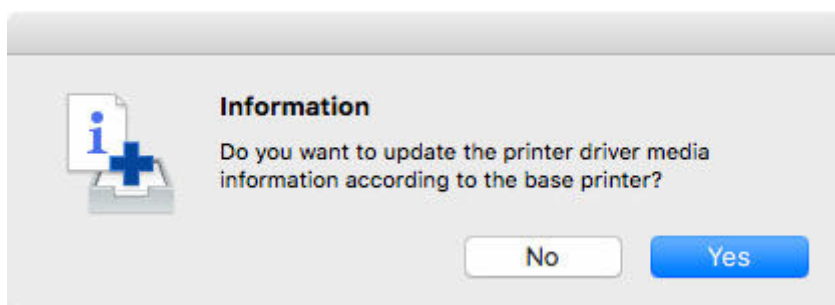 Information
Do you want to update the printer driver media
information according to the base printer?
No
Yes